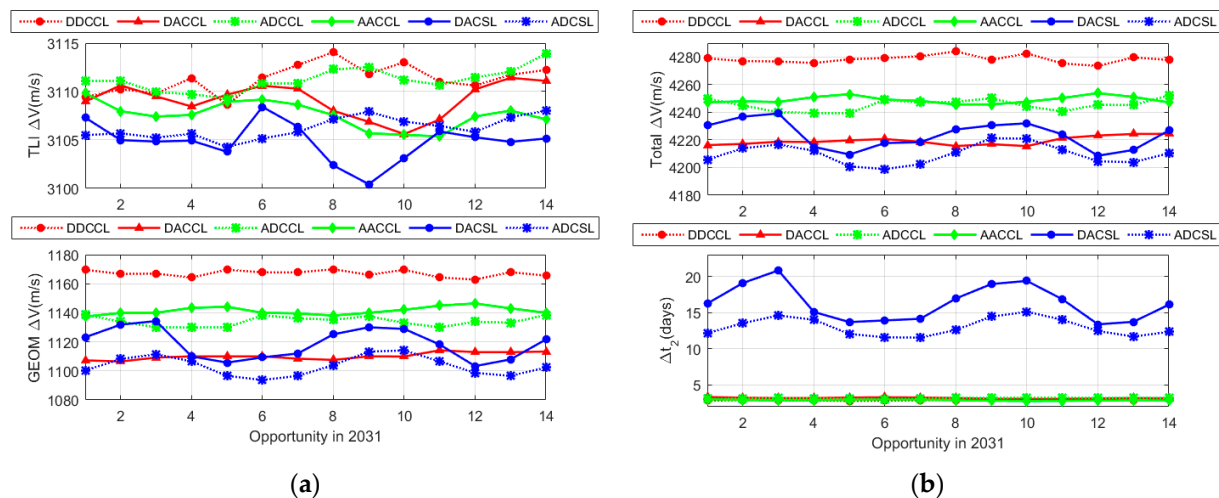 DDCCL DACCL ADCCL AACCL DACSL ADCSL
3115
3110
3105
3100
TLI ΔV(m/s)
2 4 6 8 10 12 14
DDCCL DACCL ADCCL AACCL DACSL ADCSL
1180
1160
1140
1120
1100
1080
GEOM ΔV(m/s)
2 4 6 8 10 12 14
Opportunity in 2031
(a)
DDCCL DACCL ADCCL AACCL DACSL ADCSL
4280
4260
4240
4220
4200
4180
Total ΔV(m/s)
2 4 6 8 10 12 14
DDCCL DACCL ADCCL AACCL DACSL ADCSL
20
15
10
5
Δt2(days)
2 4 6 8 10 12 14
Opportunity in 2031
(b)